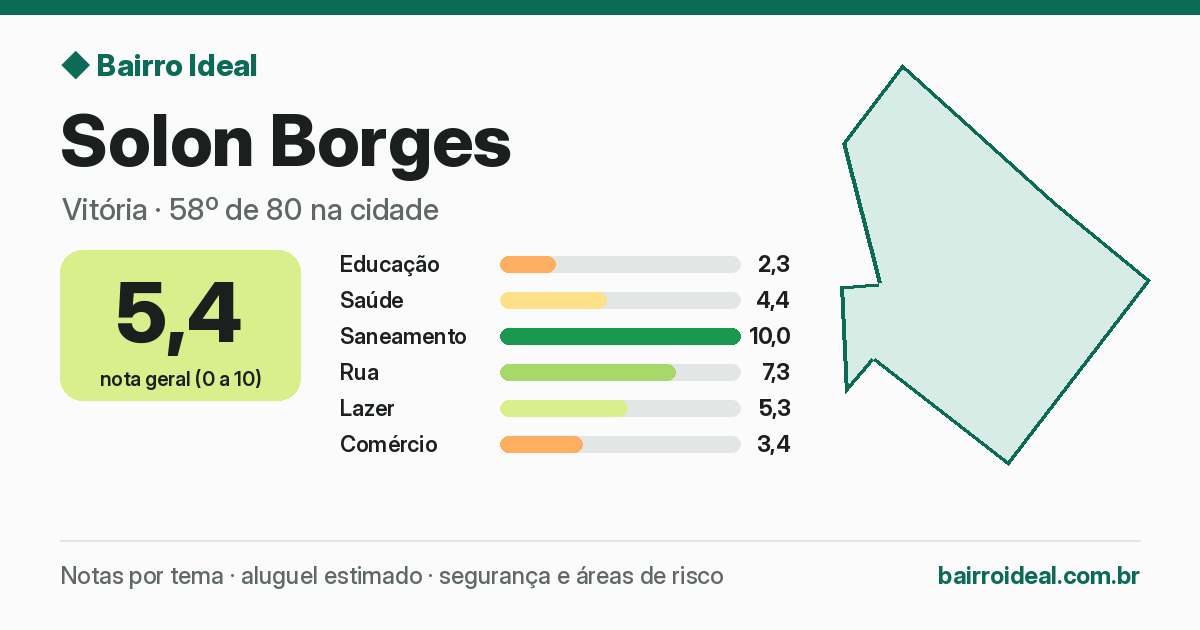 Bairro Ideal
Solon Borges
Vitória · 58º de 80 na cidade
5,4
nota geral (0 a 10)
Educação 2,3
Saúde 4,4
Saneamento 10,0
Rua 7,3
Lazer 5,3
Comércio 3,4
Notas por tema · aluguel estimado · segurança e áreas de risco
bairroideal.com.br